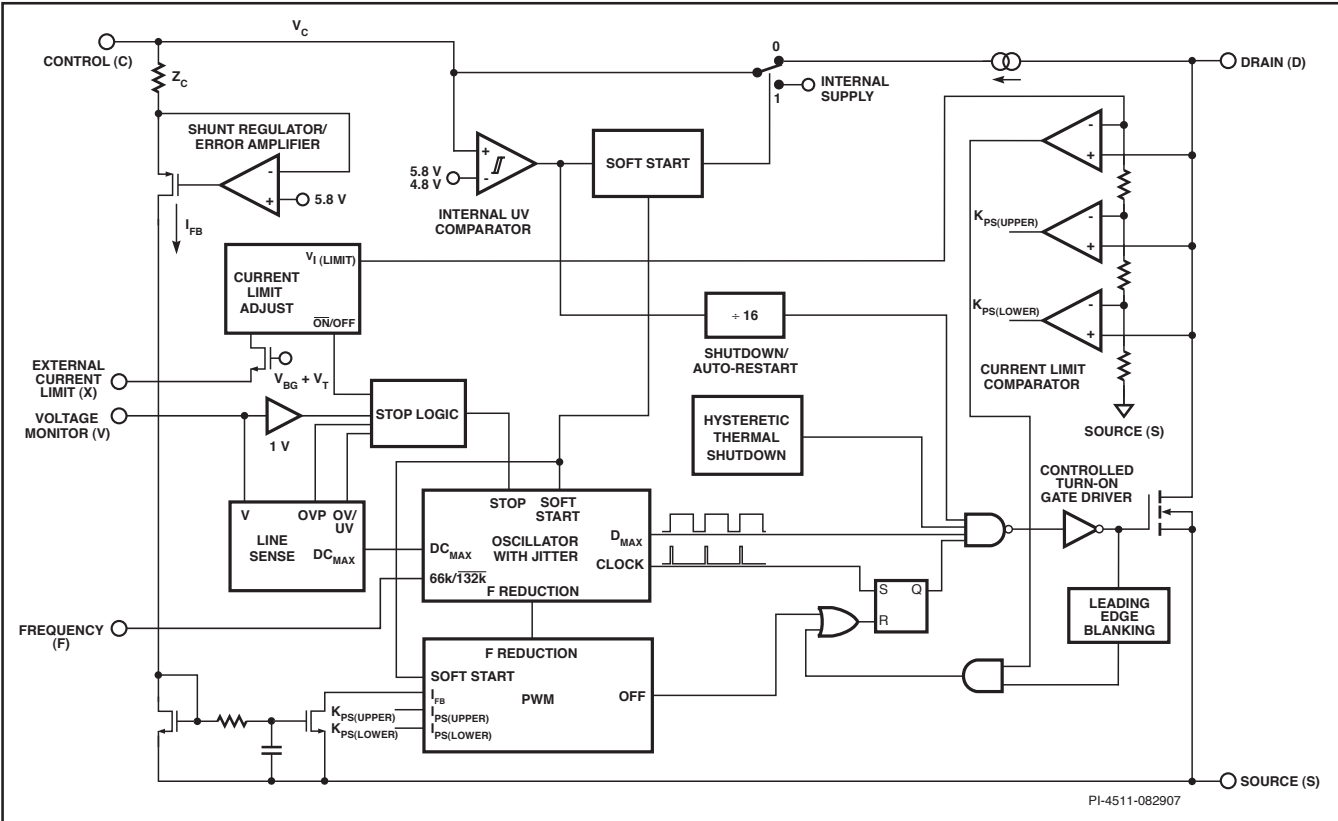 V_C
CONTROL (C)
Z_C
0
DRAIN (D)
INTERNAL
SUPPLY
1
SHUNT REGULATOR/
ERROR AMPLIFIER
-
+
5.8 V
I_FB
+
-
5.8 V
4.8 V
INTERNAL UV
COMPARATOR
SOFT START
-
+
K_PS(UPPER)
-
+
K_PS(LOWER)
-
+
CURRENT LIMIT
COMPARATOR
SOURCE (S)
V_I (LIMIT)
CURRENT
LIMIT
ADJUST
O̅N̅/OFF
÷ 16
SHUTDOWN/
AUTO-RESTART
EXTERNAL
CURRENT
LIMIT (X)
V_BG + V_T
VOLTAGE
MONITOR (V)
1 V
STOP LOGIC
HYSTERETIC
THERMAL
SHUTDOWN
CONTROLLED
TURN-ON
GATE DRIVER
V
OVP
OV/
UV
LINE
SENSE
DC_MAX
STOP
SOFT
START
OSCILLATOR
WITH JITTER
DC_MAX
66k/1̅3̅2̅k̅
D_MAX
CLOCK
F REDUCTION
S
Q
R
LEADING
EDGE
BLANKING
FREQUENCY
(F)
F REDUCTION
SOFT START
PWM
OFF
I_FB
K_PS(UPPER)
I_PS(UPPER)
K_PS(LOWER)
I_PS(LOWER)
SOURCE (S)
PI-4511-082907